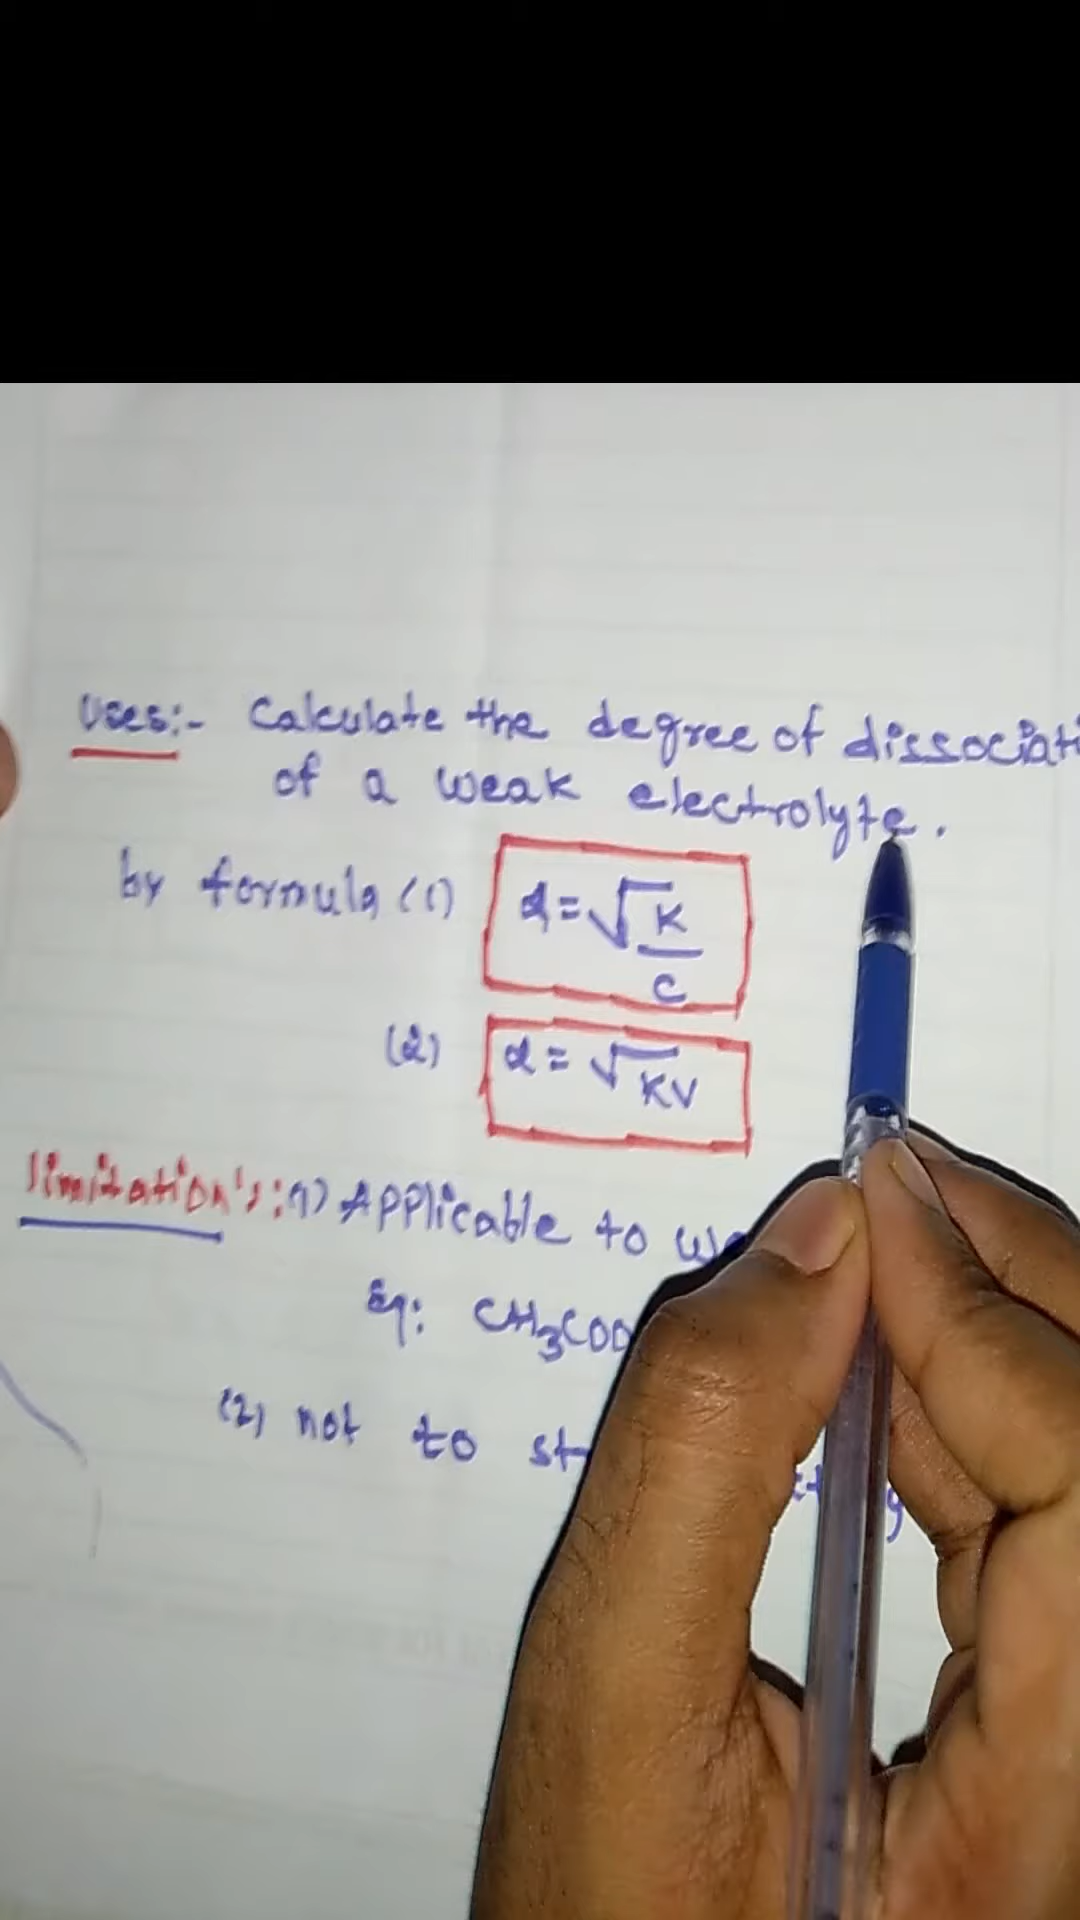 Uses:- Calculate the degree of dissociati
of a weak electrolyte.
by formula (1) α = √K/C
(2) α = √KV
limitation's: (1) Applicable to we
Eg: CH3COO
(2) not to st